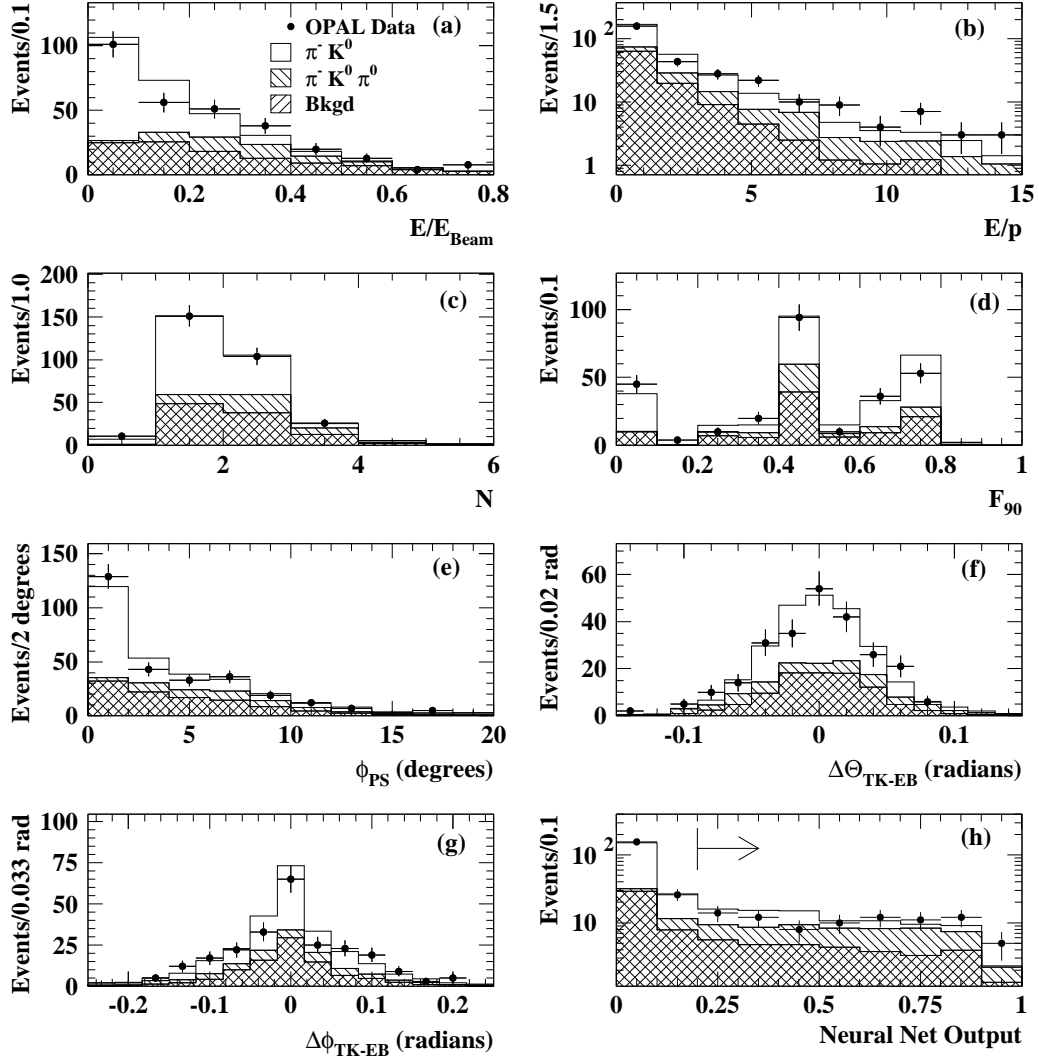 Events/0.1
100
50
0
(a)
OPAL Data
π⁻ K⁰
π⁻ K⁰ π⁰
Bkgd
0 0.2 0.4 0.6 0.8
E/E_Beam
Events/1.5
10²
10
1
(b)
0 5 10 15
E/p
Events/1.0
200
150
100
50
0
(c)
0 2 4 6
N
Events/0.1
100
50
0
(d)
0 0.2 0.4 0.6 0.8 1
F₉₀
Events/2 degrees
150
100
50
0
(e)
0 5 10 15 20
ϕ_PS (degrees)
Events/0.02 rad
60
40
20
0
(f)
-0.1 0 0.1
ΔΘ_TK-EB (radians)
Events/0.033 rad
100
75
50
25
0
(g)
-0.2 -0.1 0 0.1 0.2
Δϕ_TK-EB (radians)
Events/0.1
10²
10
(h)
0 0.25 0.5 0.75 1
Neural Net Output